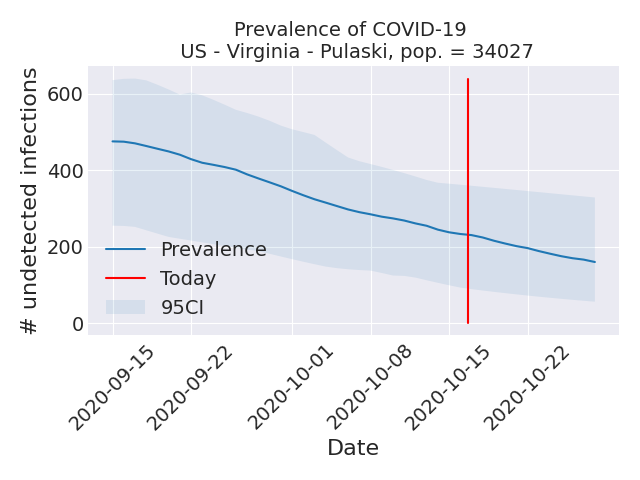 Prevalence of COVID-19
US - Virginia - Pulaski, pop. = 34027
# undetected infections
600
400
200
0
Prevalence
Today
95CI
2020-09-15
2020-09-22
2020-10-01
2020-10-08
2020-10-15
2020-10-22
Date